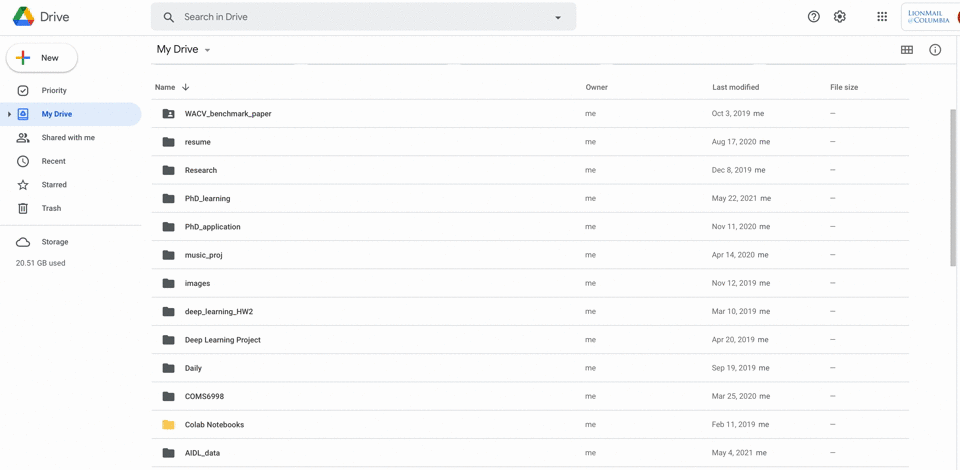 Drive
Search in Drive
LIONMAIL
@COLUMBIA
New
My Drive
Priority
My Drive
Shared with me
Recent
Starred
Trash
Storage
20.51 GB used
Name Owner Last modified File size
WACV_benchmark_paper me Oct 3, 2019 me —
resume me Aug 17, 2020 me —
Research me Dec 8, 2019 me —
PhD_learning me May 22, 2021 me —
PhD_application me Nov 11, 2020 me —
music_proj me Apr 14, 2020 me —
images me Nov 12, 2019 me —
deep_learning_HW2 me Mar 10, 2019 me —
Deep Learning Project me Apr 20, 2019 me —
Daily me Sep 19, 2019 me —
COMS6998 me Mar 25, 2020 me —
Colab Notebooks me Feb 11, 2019 me —
AIDL_data me May 4, 2021 me —